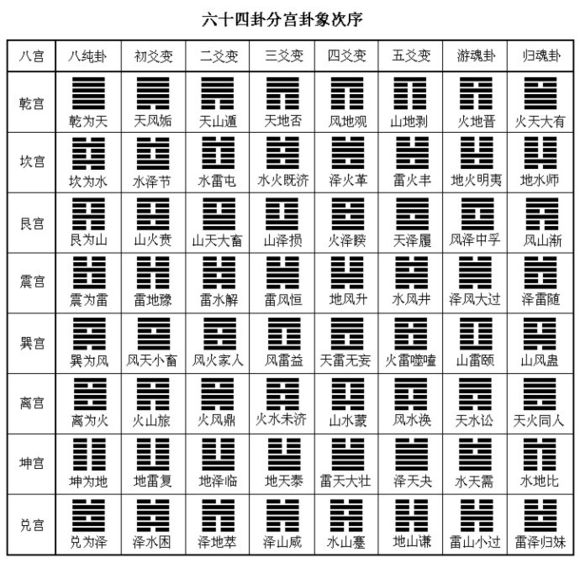 六十四卦分宫卦象次序
八宫 八纯卦 初爻变 二爻变 三爻变 四爻变 五爻变 游魂卦 归魂卦
乾宫 乾为天 天风姤 天山遁 天地否 风地观 山地剥 火地晋 火天大有
坎宫 坎为水 水泽节 水雷屯 水火既济 泽火革 雷火丰 地火明夷 地水师
艮宫 艮为山 山火贲 山天大畜 山泽损 火泽睽 天泽履 风泽中孚 风山渐
震宫 震为雷 雷地豫 雷水解 雷风恒 地风升 水风井 泽风大过 泽雷随
巽宫 巽为风 风天小畜 风火家人 风雷益 天雷无妄 火雷噬嗑 山雷颐 山风蛊
离宫 离为火 火山旅 火风鼎 火水未济 山水蒙 风水涣 天水讼 天火同人
坤宫 坤为地 地雷复 地泽临 地天泰 雷天大壮 泽天夬 水天需 水地比
兑宫 兑为泽 泽水困 泽地萃 泽山咸 水山蹇 地山谦 雷山小过 雷泽归妹